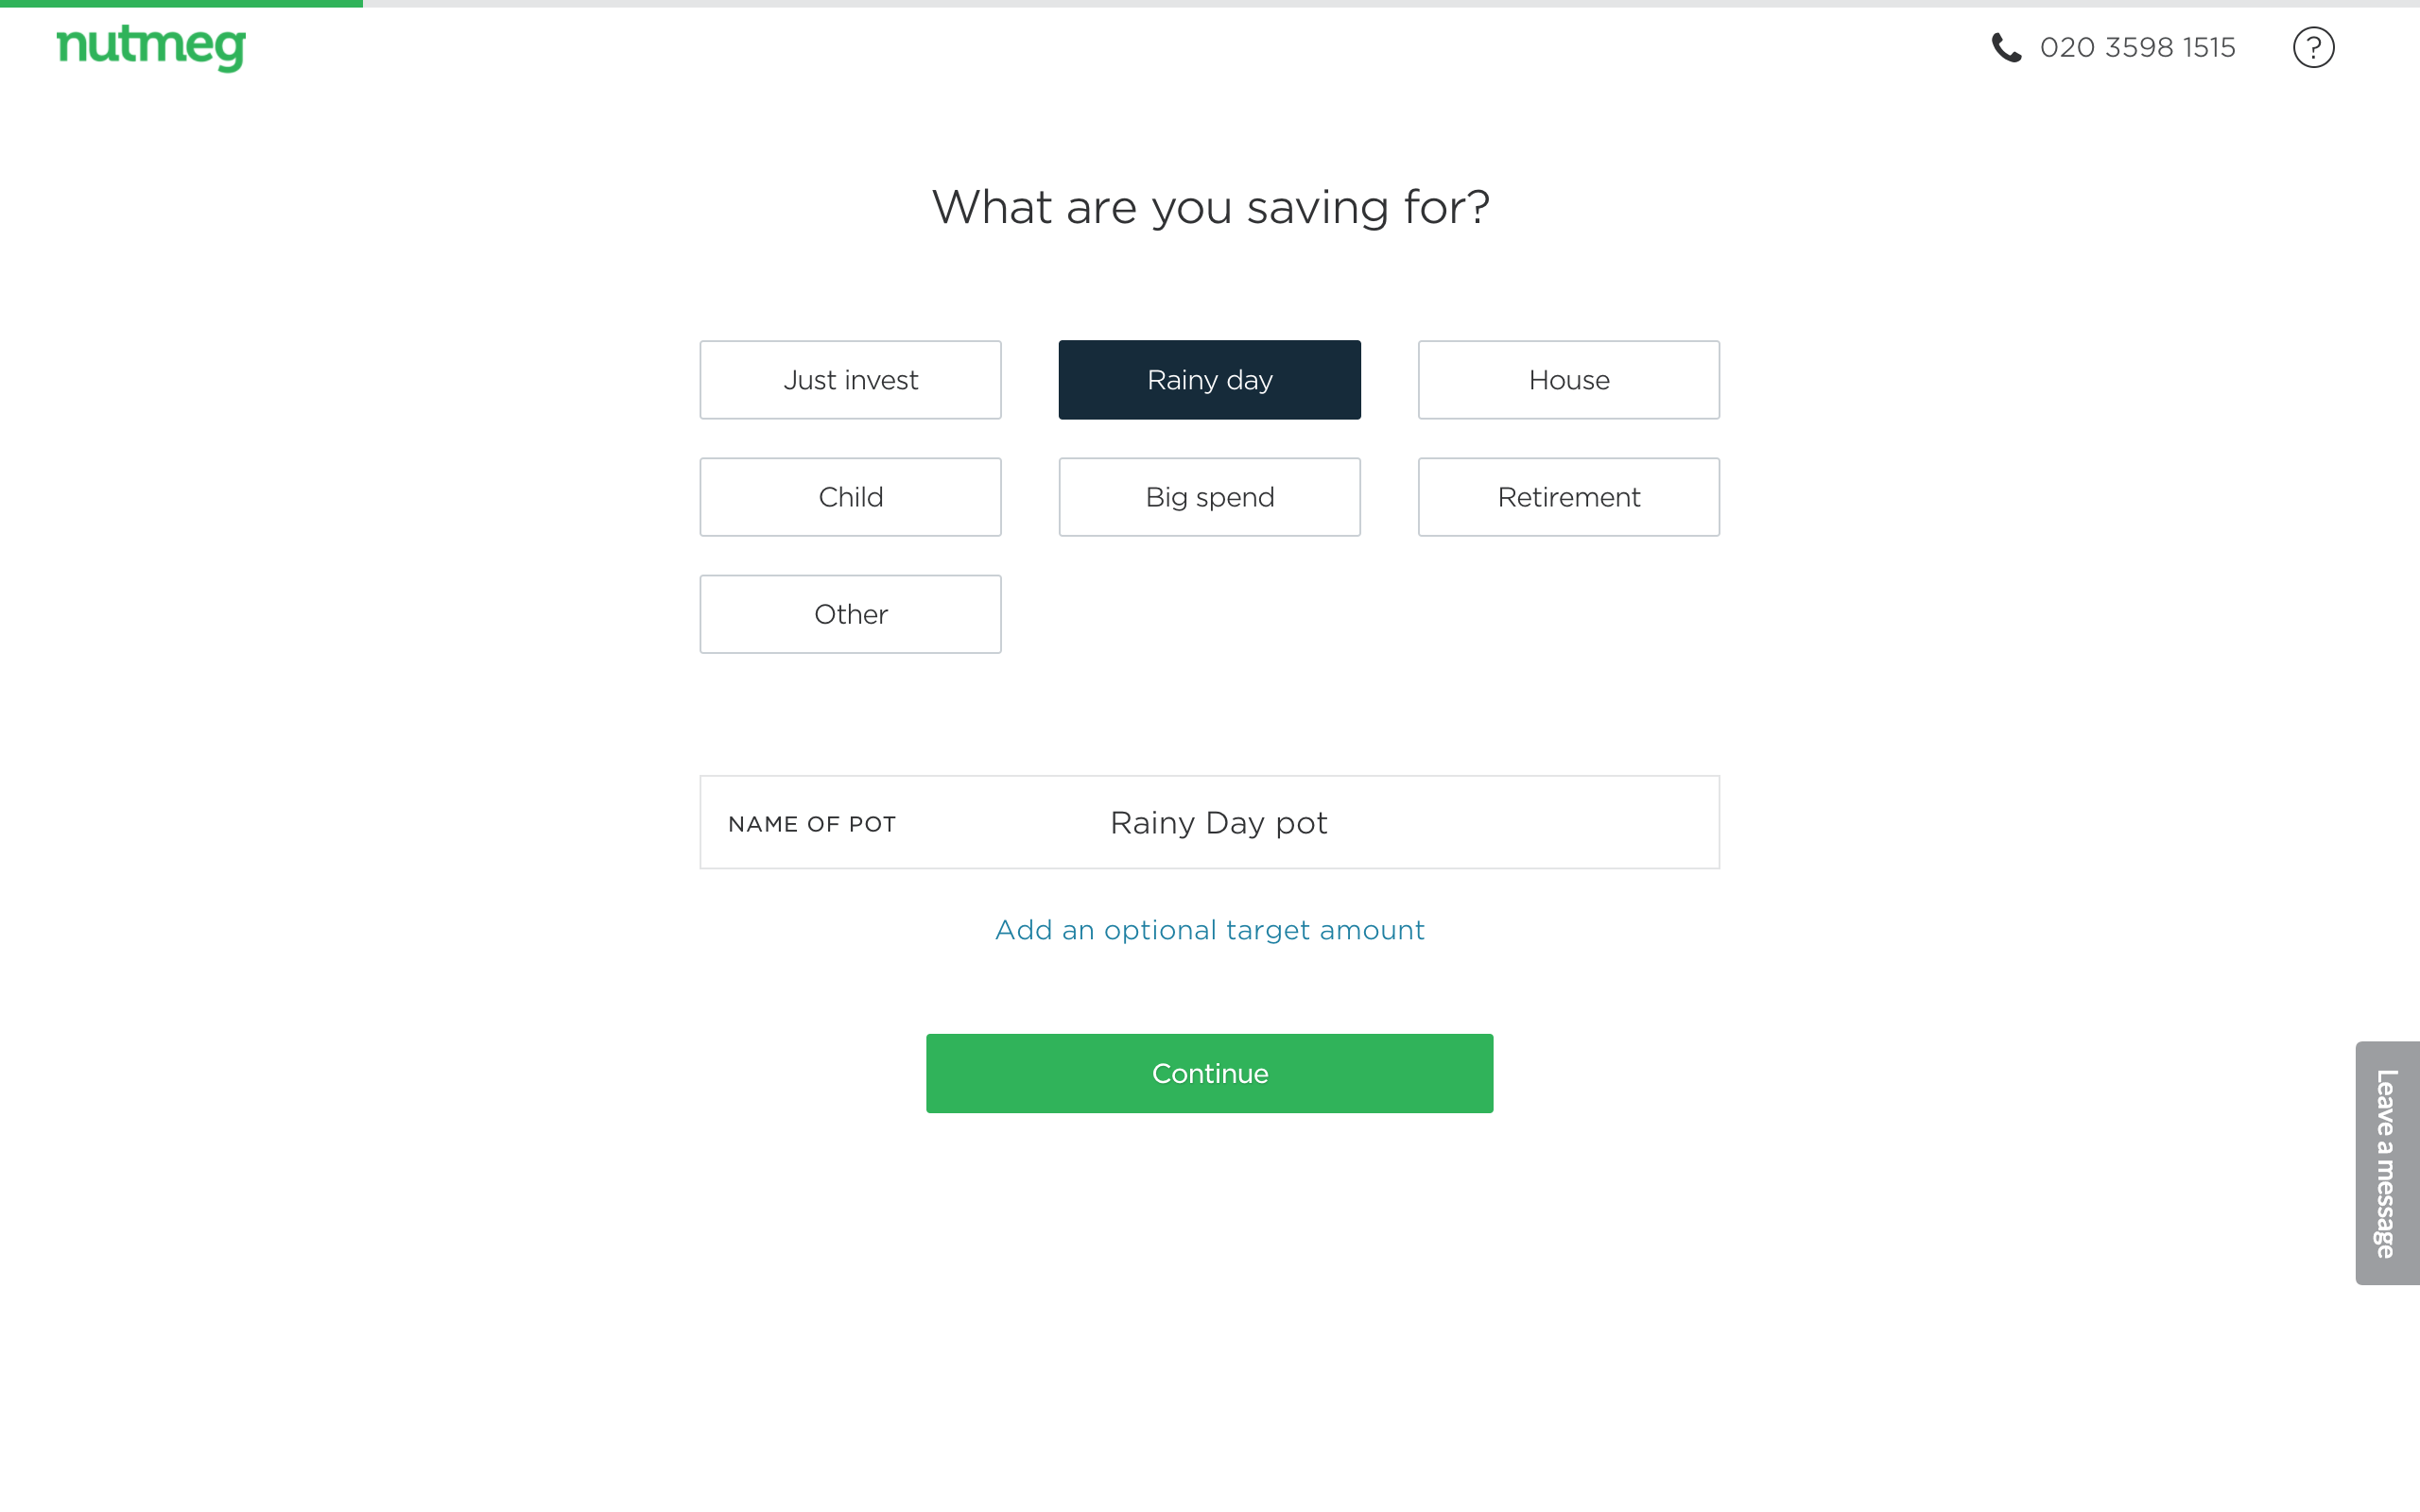 nutmeg
020 3598 1515
?
What are you saving for?
Just invest
Rainy day
House
Child
Big spend
Retirement
Other
NAME OF POT
Rainy Day pot
Add an optional target amount
Continue
Leave a message